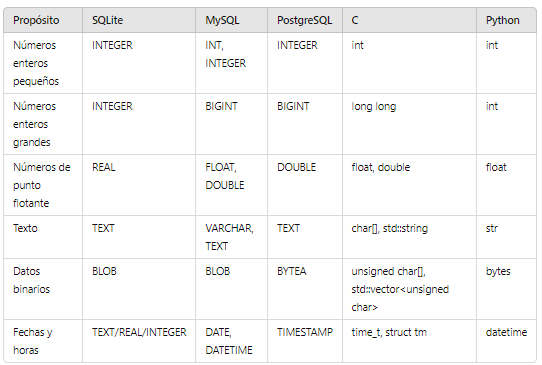 Propósito SQLite MySQL PostgreSQL C Python
Números enteros pequeños INTEGER INT, INTEGER INTEGER int int
Números enteros grandes INTEGER BIGINT BIGINT long long int
Números de punto flotante REAL FLOAT, DOUBLE DOUBLE float, double float
Texto TEXT VARCHAR, TEXT TEXT char[], std::string str
Datos binarios BLOB BLOB BYTEA unsigned char[], std::vector<unsigned char> bytes
Fechas y horas TEXT/REAL/INTEGER DATE, DATETIME TIMESTAMP time_t, struct tm datetime